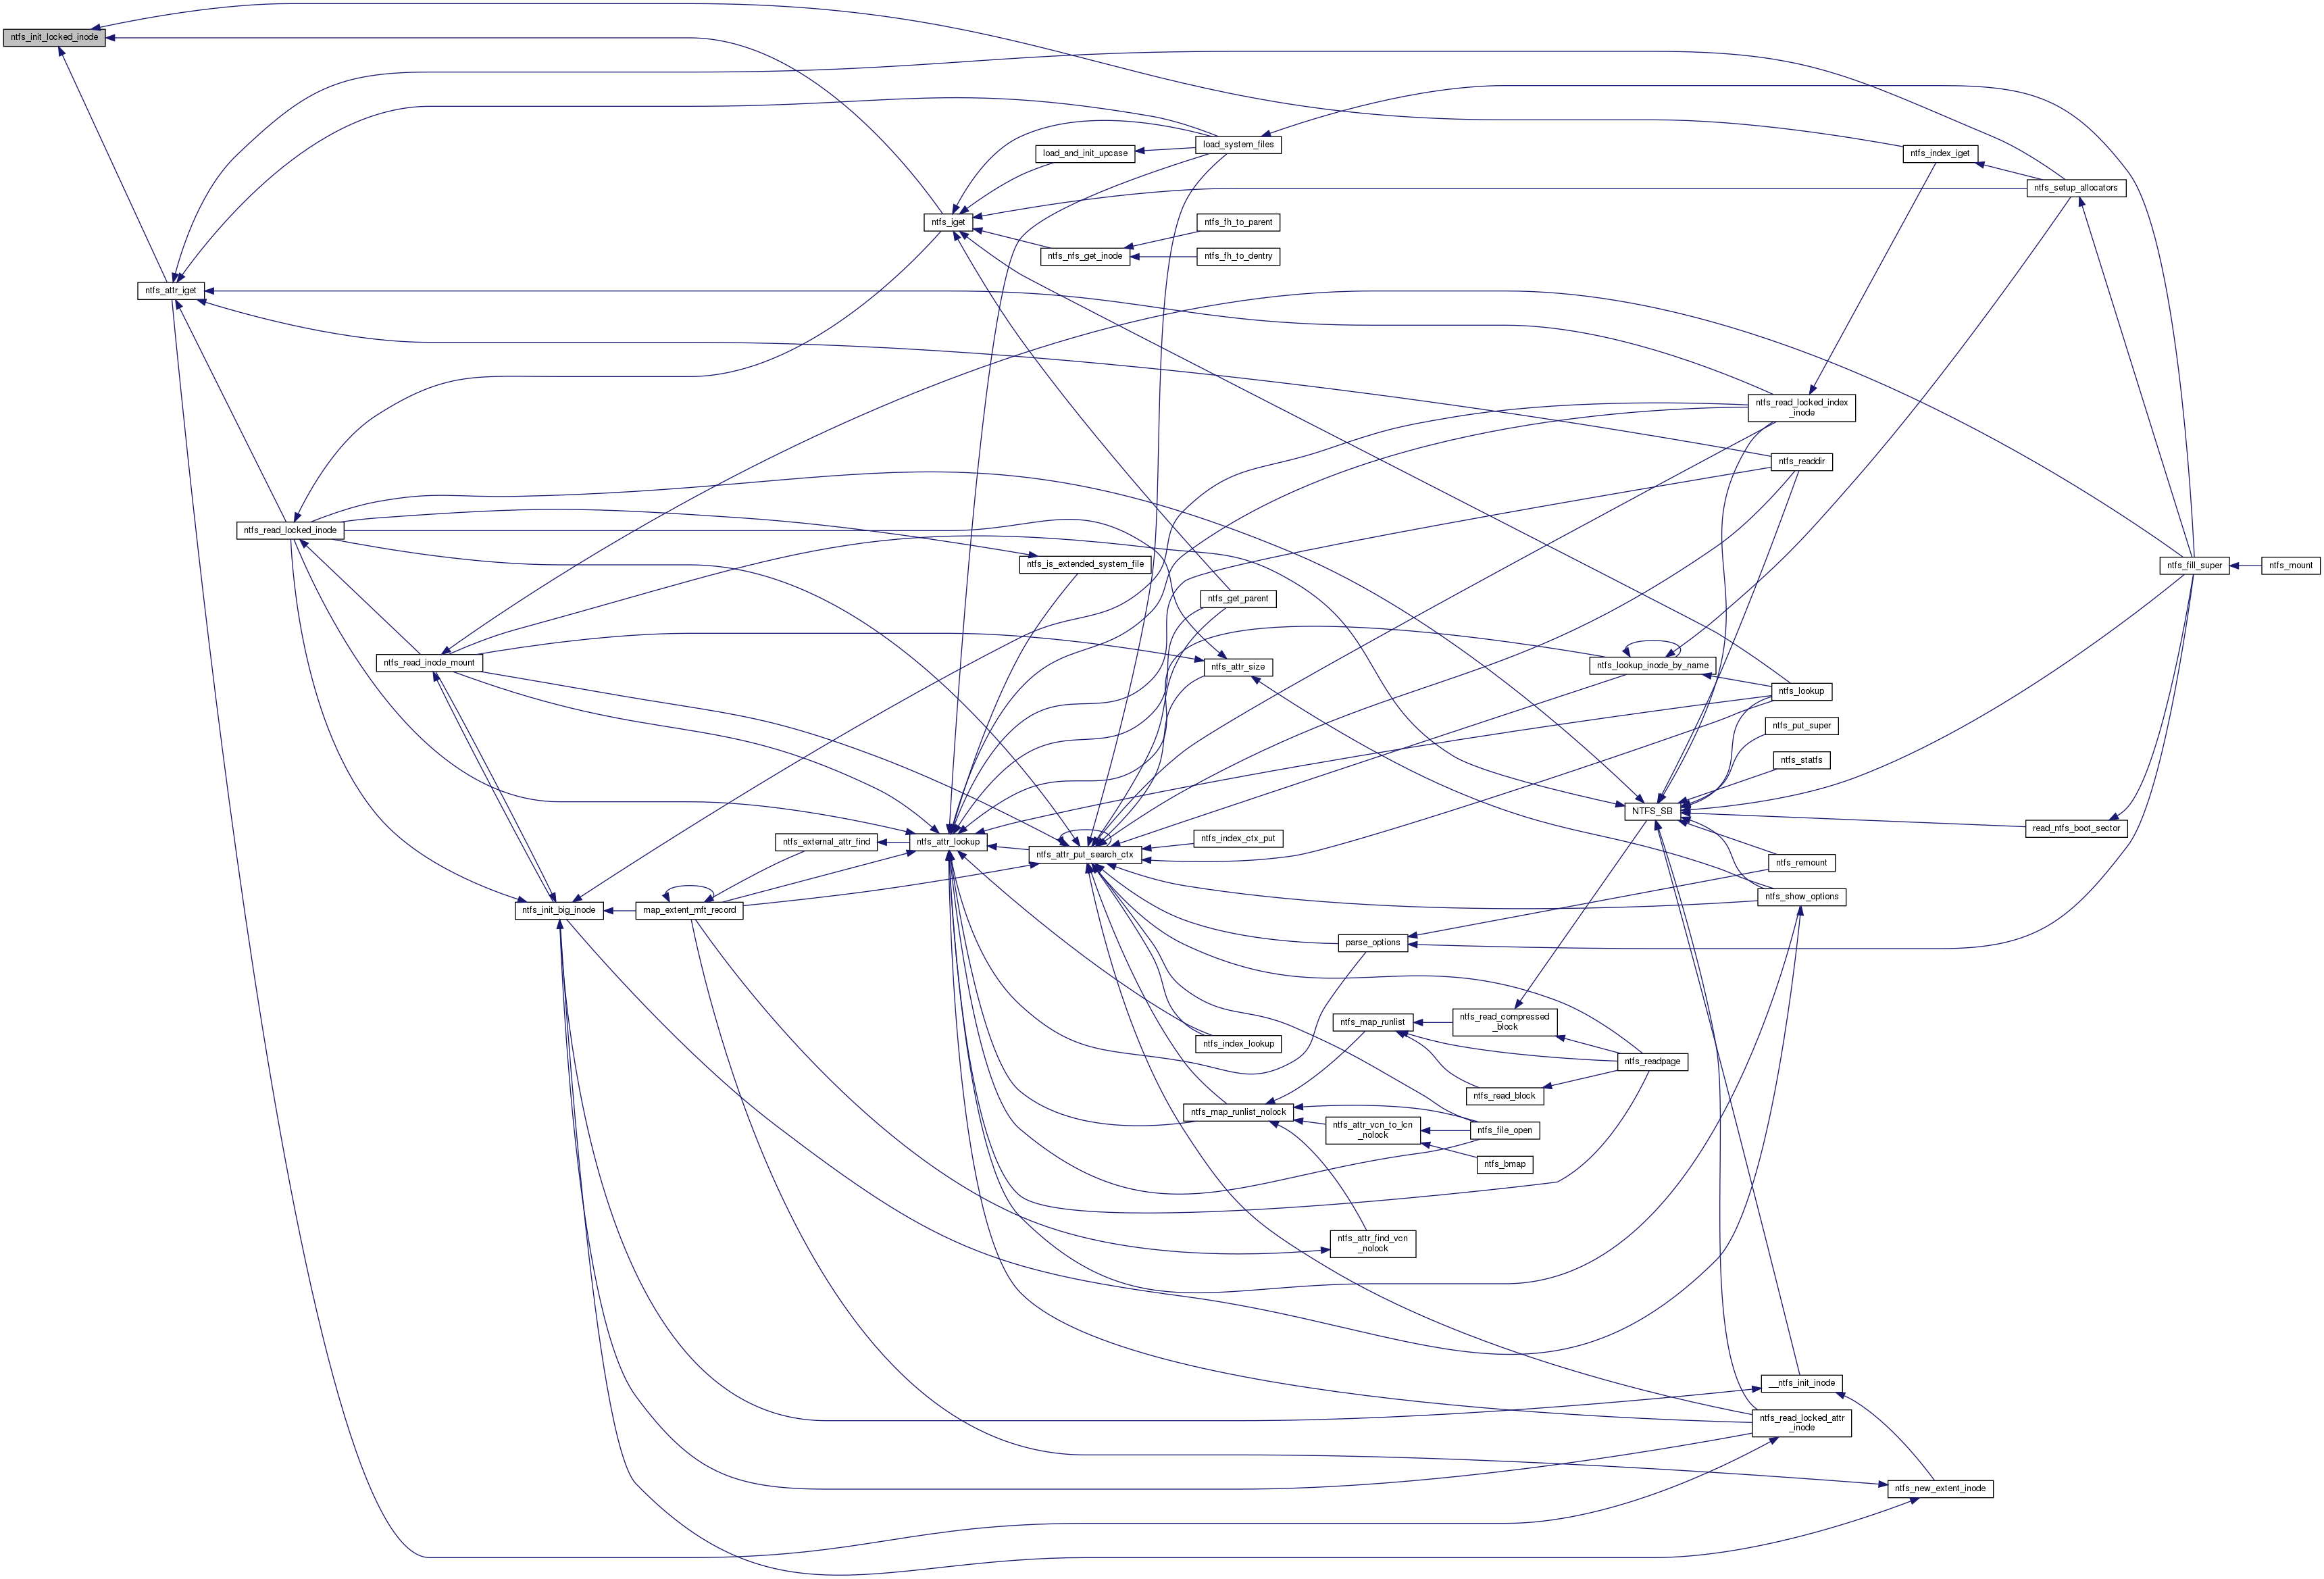 ntfs_init_locked_inode
load_system_files
load_and_init_upcase
ntfs_index_iget
ntfs_setup_allocators
ntfs_iget
ntfs_fh_to_parent
ntfs_nfs_get_inode
ntfs_fh_to_dentry
ntfs_attr_iget
ntfs_read_locked_index
_inode
ntfs_readdir
ntfs_read_locked_inode
ntfs_is_extended_system_file
ntfs_fill_super
ntfs_mount
ntfs_get_parent
ntfs_read_inode_mount
ntfs_attr_size
ntfs_lookup_inode_by_name
ntfs_lookup
ntfs_put_super
ntfs_statfs
NTFS_SB
read_ntfs_boot_sector
ntfs_external_attr_find
ntfs_attr_lookup
ntfs_index_ctx_put
ntfs_attr_put_search_ctx
ntfs_remount
ntfs_show_options
ntfs_init_big_inode
map_extent_mft_record
parse_options
ntfs_map_runlist
ntfs_read_compressed
_block
ntfs_index_lookup
ntfs_readpage
ntfs_read_block
ntfs_map_runlist_nolock
ntfs_attr_vcn_to_lcn
_nolock
ntfs_file_open
ntfs_bmap
ntfs_attr_find_vcn
_nolock
__ntfs_init_inode
ntfs_read_locked_attr
_inode
ntfs_new_extent_inode